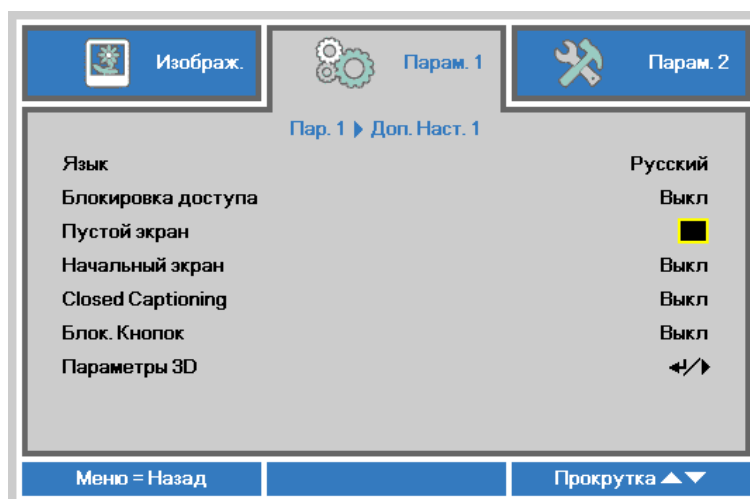 Изображ. Парам. 1 Парам. 2
Пар. 1 Доп. Наст. 1
Язык Русский
Блокировка доступа Выкл
Пустой экран
Начальный экран Выкл
Closed Captioning Выкл
Блок. Кнопок Выкл
Параметры 3D
Меню = Назад Прокрутка